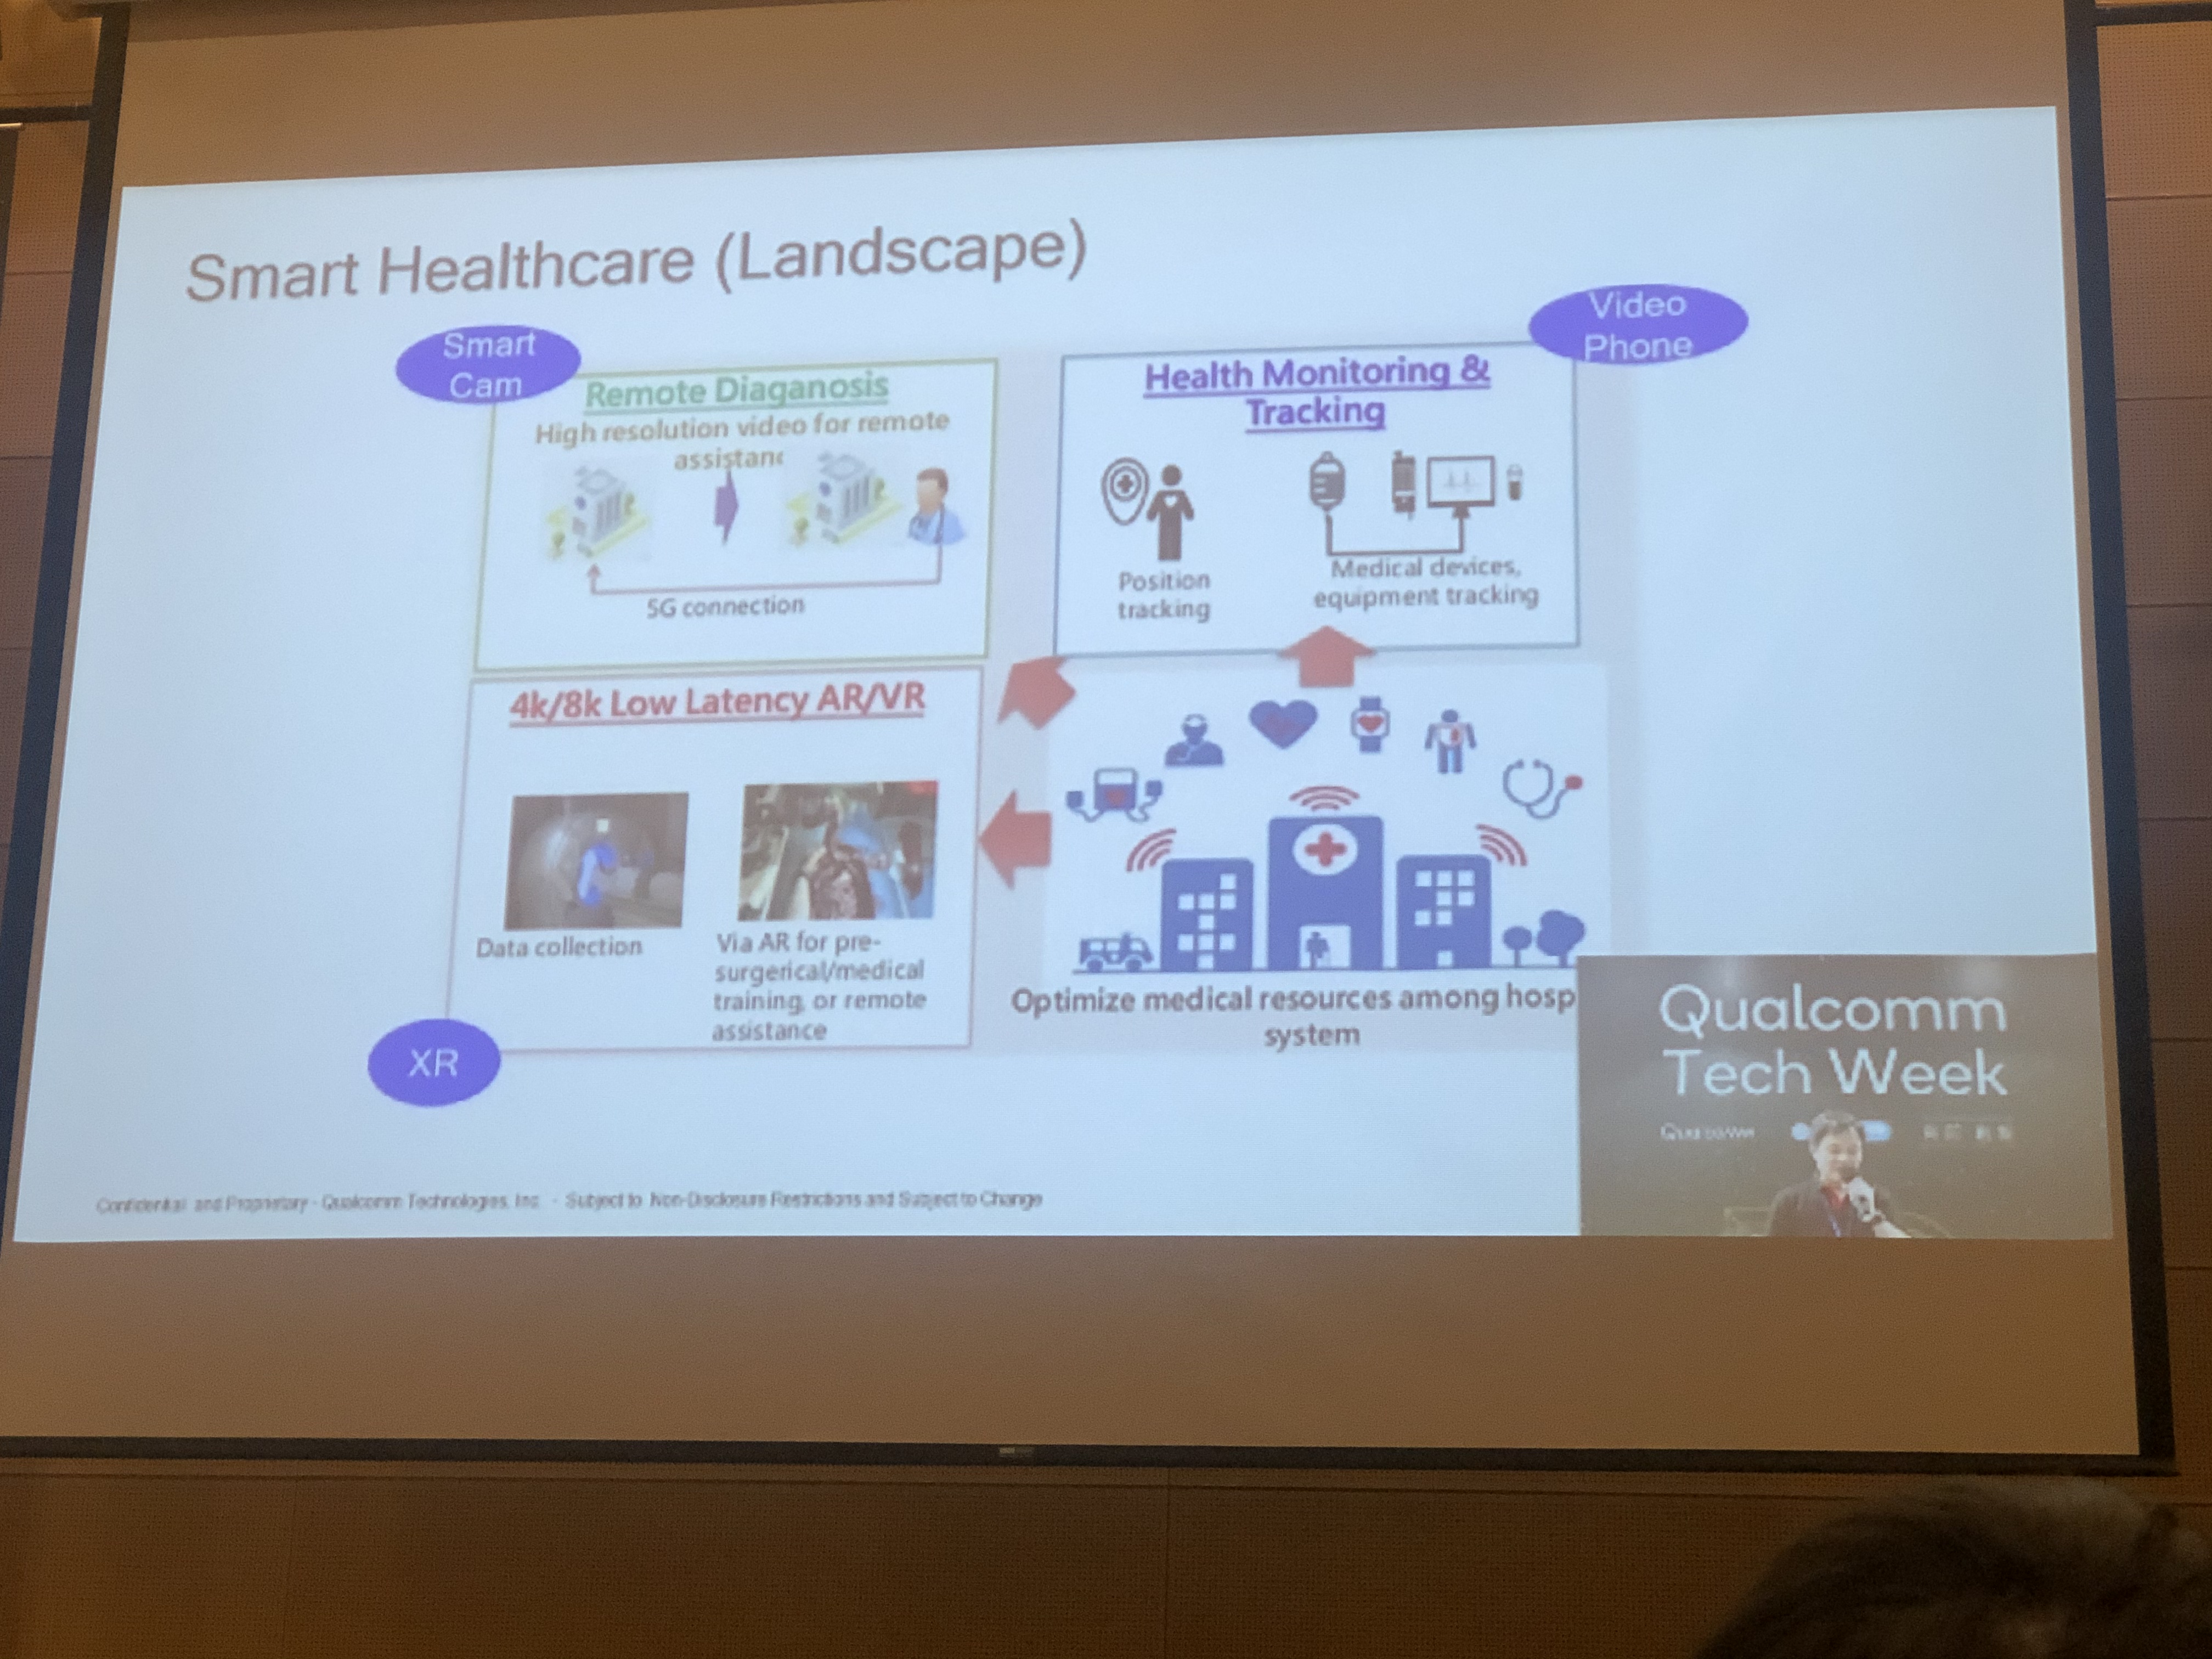 Smart Healthcare (Landscape)
Smart
Cam
Remote Diaganosis
High resolution video for remote
assistanc
5G connection
Video
Phone
Health Monitoring &
Tracking
Position
tracking
Medical devices,
equipment tracking
4k/8k Low Latency AR/VR
Data collection
Via AR for pre-
surgerical/medical
training, or remote
assistance
XR
Optimize medical resources among hosp
system
Qualcomm
Tech Week
Qualcomm
Confidential and Proprietary - Qualcomm Technologies, Inc. - Subject to Non-Disclosure Restrictions and Subject to Change